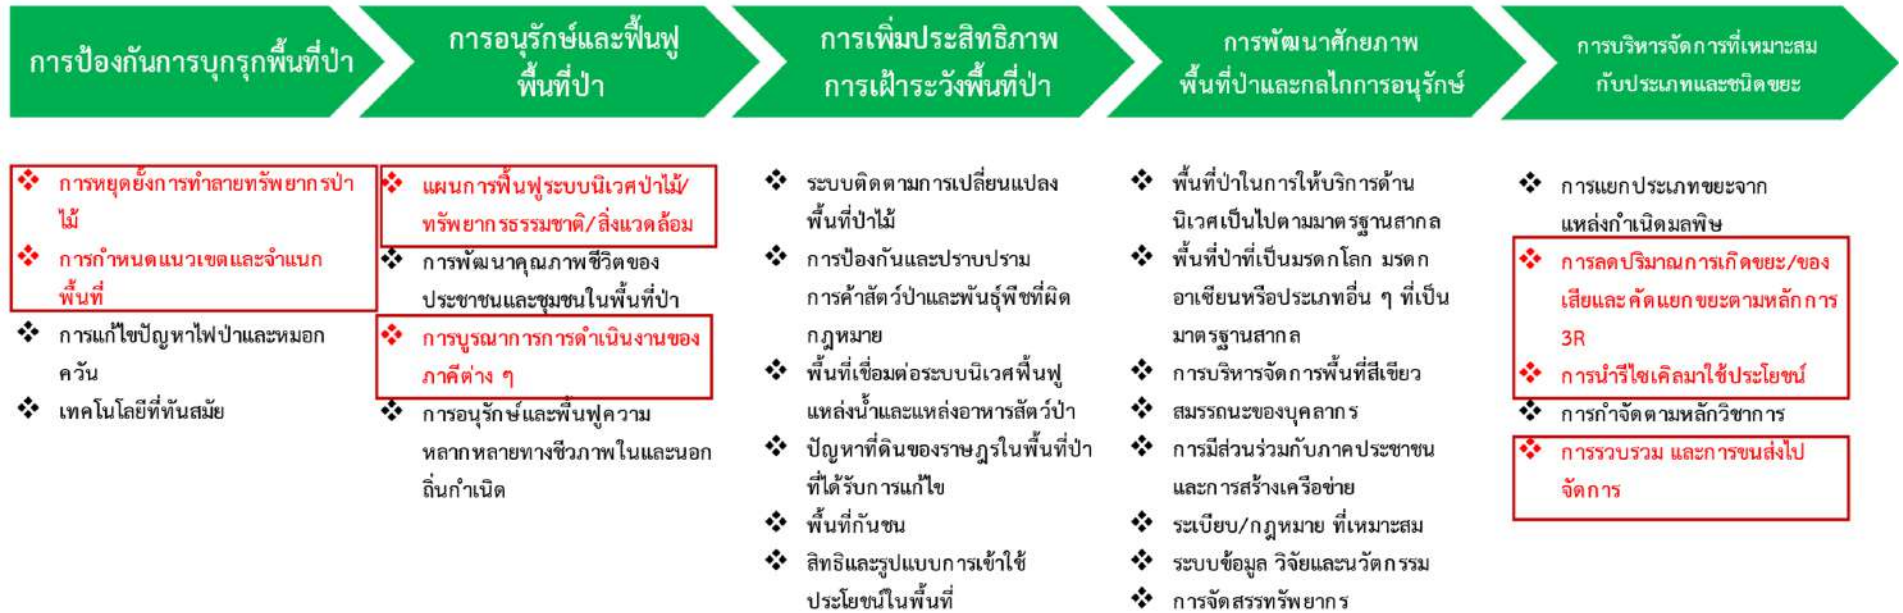 การป้องกันการบุกรุกพื้นที่ป่า
การอนุรักษ์และฟื้นฟู
พื้นที่ป่า
การเพิ่มประสิทธิภาพ
การเฝ้าระวังพื้นที่ป่า
การพัฒนาศักยภาพ
พื้นที่ป่าและกลไกการอนุรักษ์
การบริหารจัดการที่เหมาะสม
กับประเภทและชนิดขยะ
❖ การหยุดยั้งการทำลายทรัพยากรป่า
ไม้
❖ การกำหนดแนวเขตและจำแนก
พื้นที่
❖ การแก้ไขปัญหาไฟป่าและหมอก
ควัน
❖ เทคโนโลยีที่ทันสมัย
❖ แผนการฟื้นฟูระบบนิเวศป่าไม้/
ทรัพยากรธรรมชาติ/สิ่งแวดล้อม
❖ การพัฒนาคุณภาพชีวิตของ
ประชาชนและชุมชนในพื้นที่ป่า
❖ การบูรณาการการดำเนินงานของ
ภาคีต่าง ๆ
❖ การอนุรักษ์และฟื้นฟูความ
หลากหลายทางชีวภาพในและนอก
ถิ่นกำเนิด
❖ ระบบติดตามการเปลี่ยนแปลง
พื้นที่ป่าไม้
❖ การป้องกันและปราบปราม
การค้าสัตว์ป่าและพันธุ์พืชที่ผิด
กฎหมาย
❖ พื้นที่เชื่อมต่อระบบนิเวศฟื้นฟู
แหล่งน้ำและแหล่งอาหารสัตว์ป่า
❖ ปัญหาที่ดินของราษฎรในพื้นที่ป่า
ที่ได้รับการแก้ไข
❖ พื้นที่กันชน
❖ สิทธิและรูปแบบการเข้าใช้
ประโยชน์ในพื้นที่
❖ พื้นที่ป่าในการให้บริการด้าน
นิเวศเป็นไปตามมาตรฐานสากล
❖ พื้นที่ป่าที่เป็นมรดกโลก มรดก
อาเซียนหรือประเภทอื่น ๆ ที่เป็น
มาตรฐานสากล
❖ การบริหารจัดการพื้นที่สีเขียว
❖ สมรรถนะของบุคลากร
❖ การมีส่วนร่วมกับภาคประชาชน
และการสร้างเครือข่าย
❖ ระเบียบ/กฎหมาย ที่เหมาะสม
❖ ระบบข้อมูล วิจัยและนวัตกรรม
❖ การจัดสรรทรัพยากร
❖ การแยกประเภทขยะจาก
แหล่งกำเนิดมลพิษ
❖ การลดปริมาณการเกิดขยะ/ของ
เสียและคัดแยกขยะตามหลักการ
3R
❖ การนำรีไซเคิลมาใช้ประโยชน์
❖ การกำจัดตามหลักวิชาการ
❖ การรวบรวม และการขนส่งไป
จัดการ